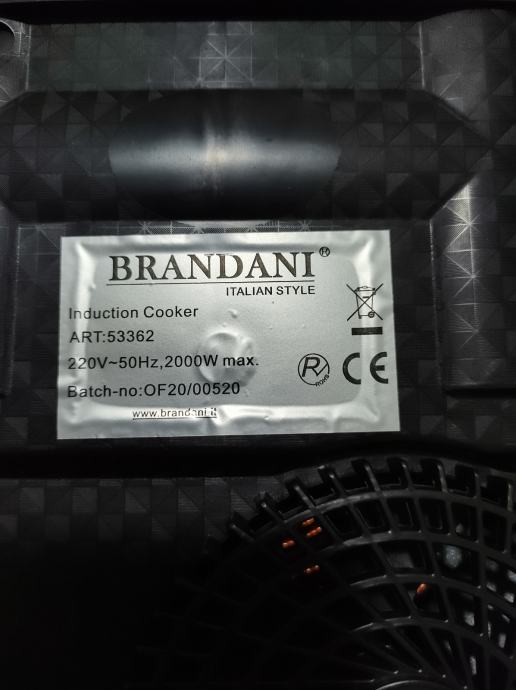 BRANDANI®
ITALIAN STYLE
Induction Cooker
ART:53362
220V~50Hz,2000W max.
Batch-no:OF20/00520
www.brandani.it
R
ROHS
CE